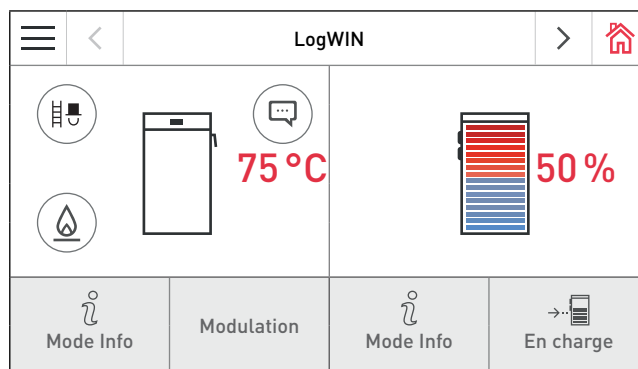 LogWIN
75 °C
50 %
Mode Info
Modulation
Mode Info
En charge